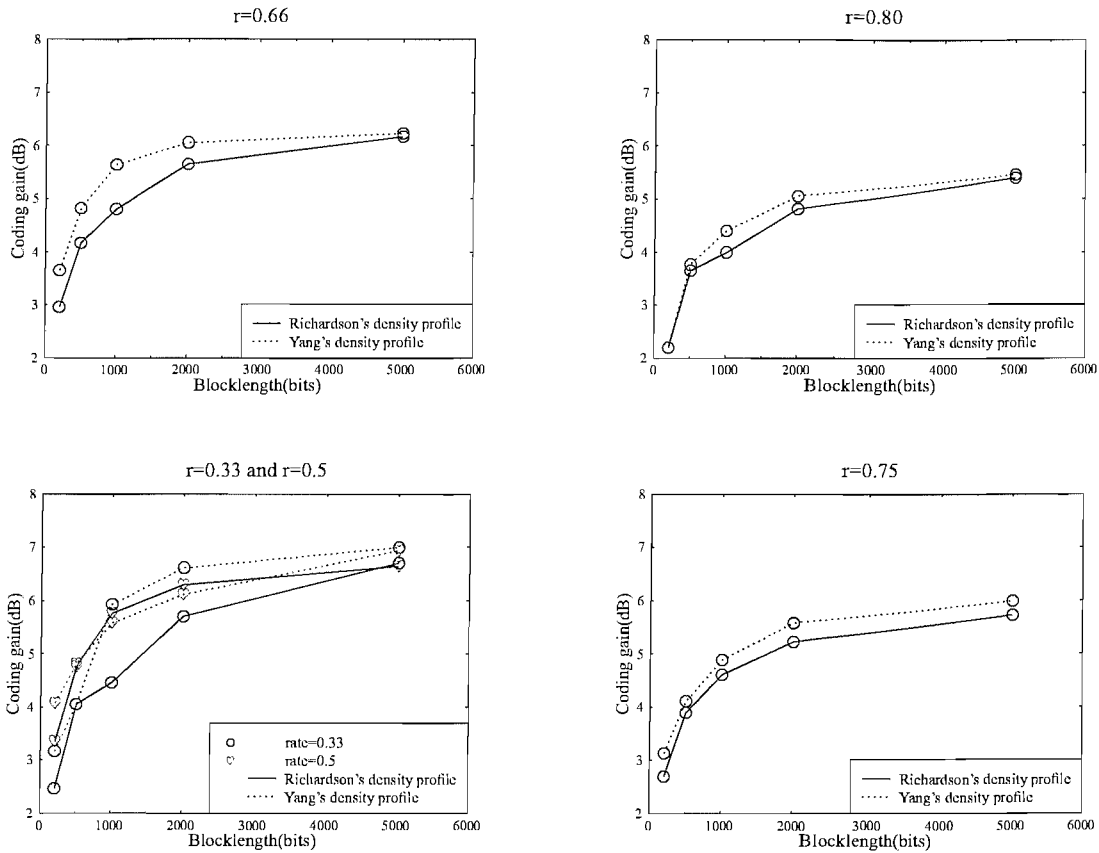 r=0.66
8
7
6
5
4
3
2
Coding gain(dB)
0 1000 2000 3000 4000 5000 6000
Blocklength(bits)
Richardson's density profile
Yang's density profile
r=0.80
8
7
6
5
4
3
2
Coding gain(dB)
0 1000 2000 3000 4000 5000 6000
Blocklength(bits)
Richardson's density profile
Yang's density profile
r=0.33 and r=0.5
8
7
6
5
4
3
2
Coding gain(dB)
0 1000 2000 3000 4000 5000 6000
Blocklength(bits)
rate=0.33
rate=0.5
Richardson's density profile
Yang's density profile
r=0.75
8
7
6
5
4
3
2
Coding gain(dB)
0 1000 2000 3000 4000 5000 6000
Blocklength(bits)
Richardson's density profile
Yang's density profile